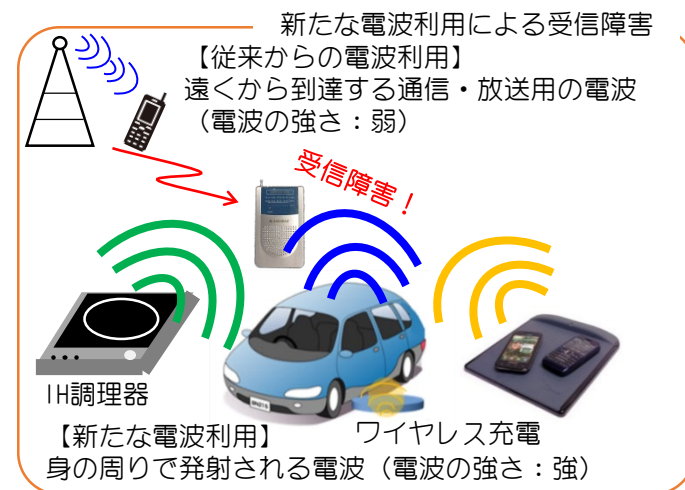 新たな電波利用による受信障害
【従来からの電波利用】
遠くから到達する通信・放送用の電波
（電波の強さ：弱）
受信障害！
IH調理器
ワイヤレス充電
【新たな電波利用】
身の周りで発射される電波（電波の強さ：強）